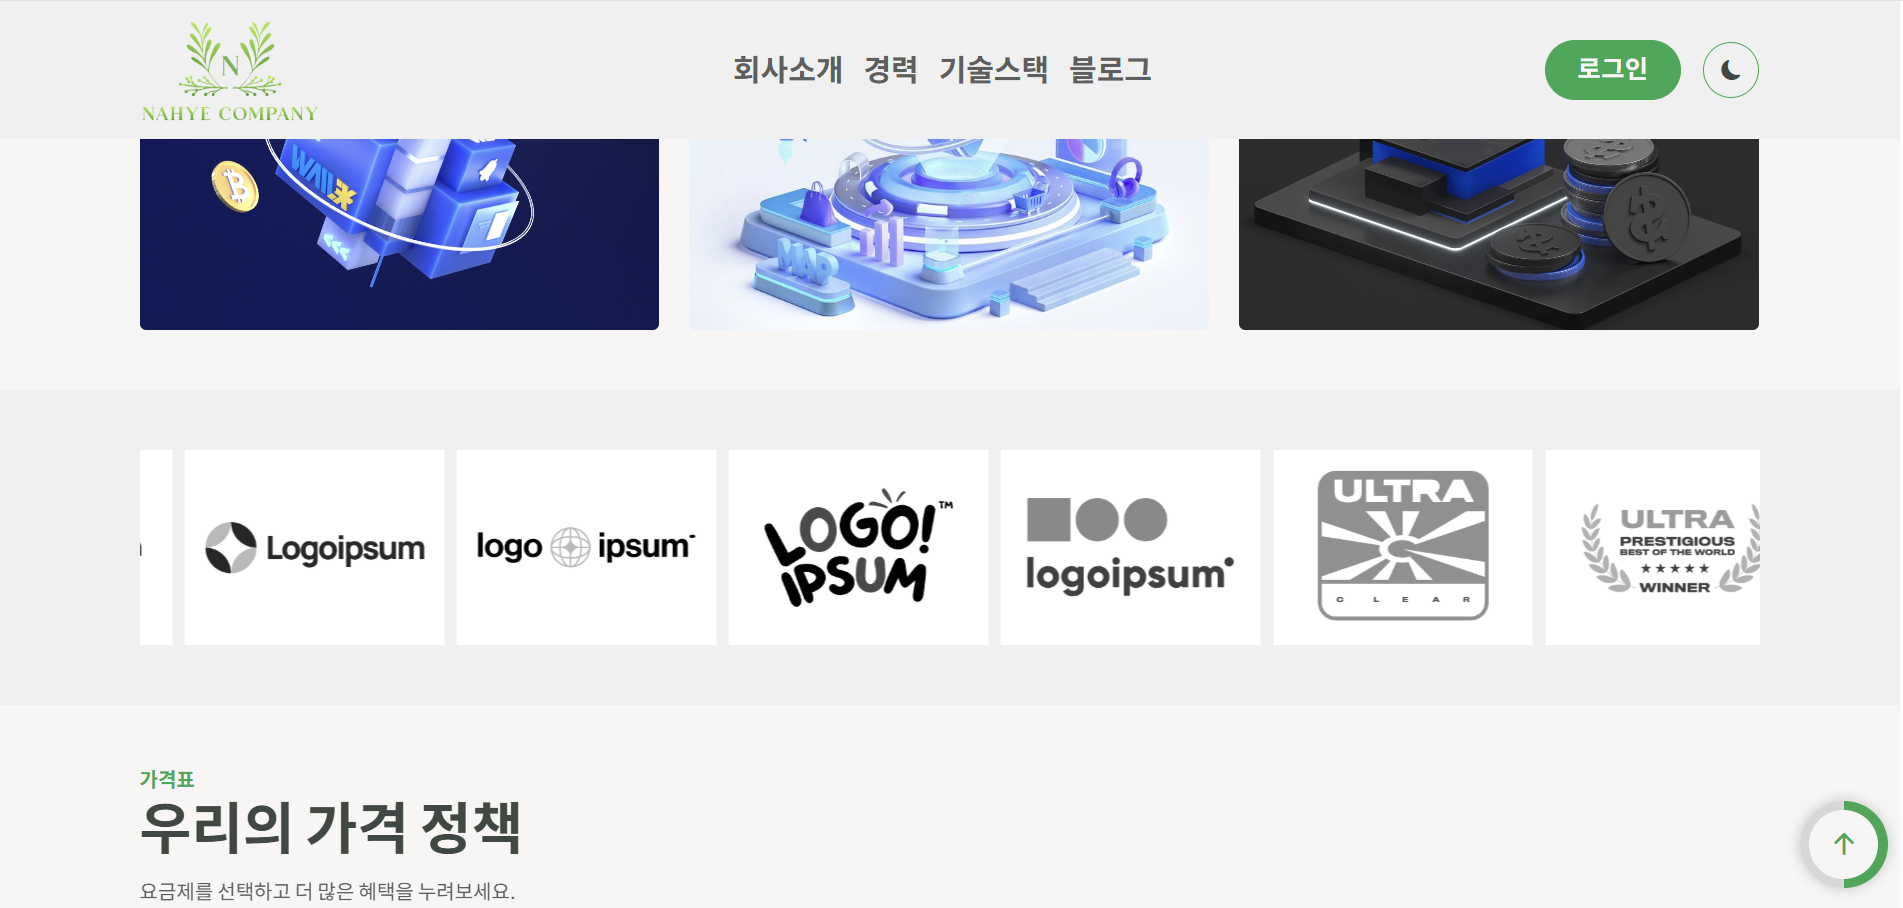 N
NAHYE COMPANY
회사소개 경력 기술스택 블로그
로그인
MAP
Logoipsum
logo ipsum
LOGO! ™
IPSUM
logoipsum
ULTRA
CLEAR
ULTRA
PRESTIGIOUS
BEST OF THE WORLD
WINNER
가격표
우리의 가격 정책
요금제를 선택하고 더 많은 혜택을 누려보세요.